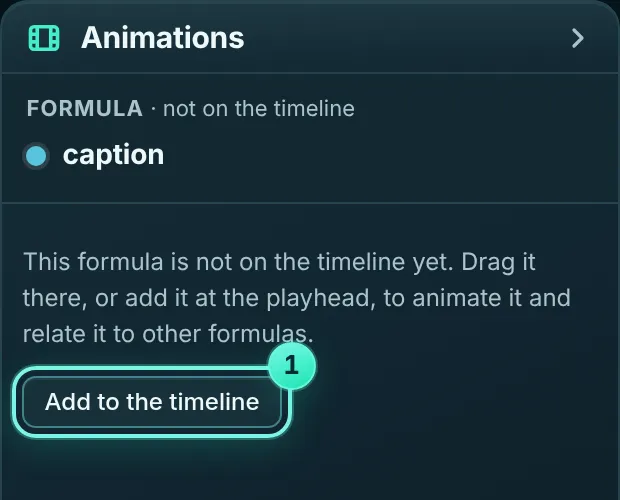 Animations
FORMULA · not on the timeline
caption
This formula is not on the timeline yet. Drag it
there, or add it at the playhead, to animate it and
relate it to other formulas.
1
Add to the timeline